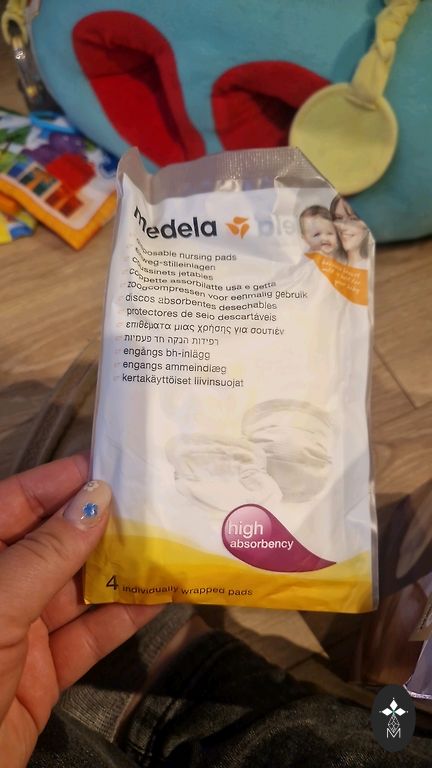 medela
disposable nursing pads
einweg-stilleinlagen
coussinets jetables
coppette assorbilatte usa e getta
zoogcompressen voor eenmalig gebruik
discos absorbentes desechables
protectores de seio descartáveis
επιθέματα μιας χρήσης για σουτιέν
רפידות הנקה חד פעמיות
engångs bh-inlägg
engangs ammeindlæg
kertakäyttöiset liivinsuojat
high
absorbency
4 individually wrapped pads